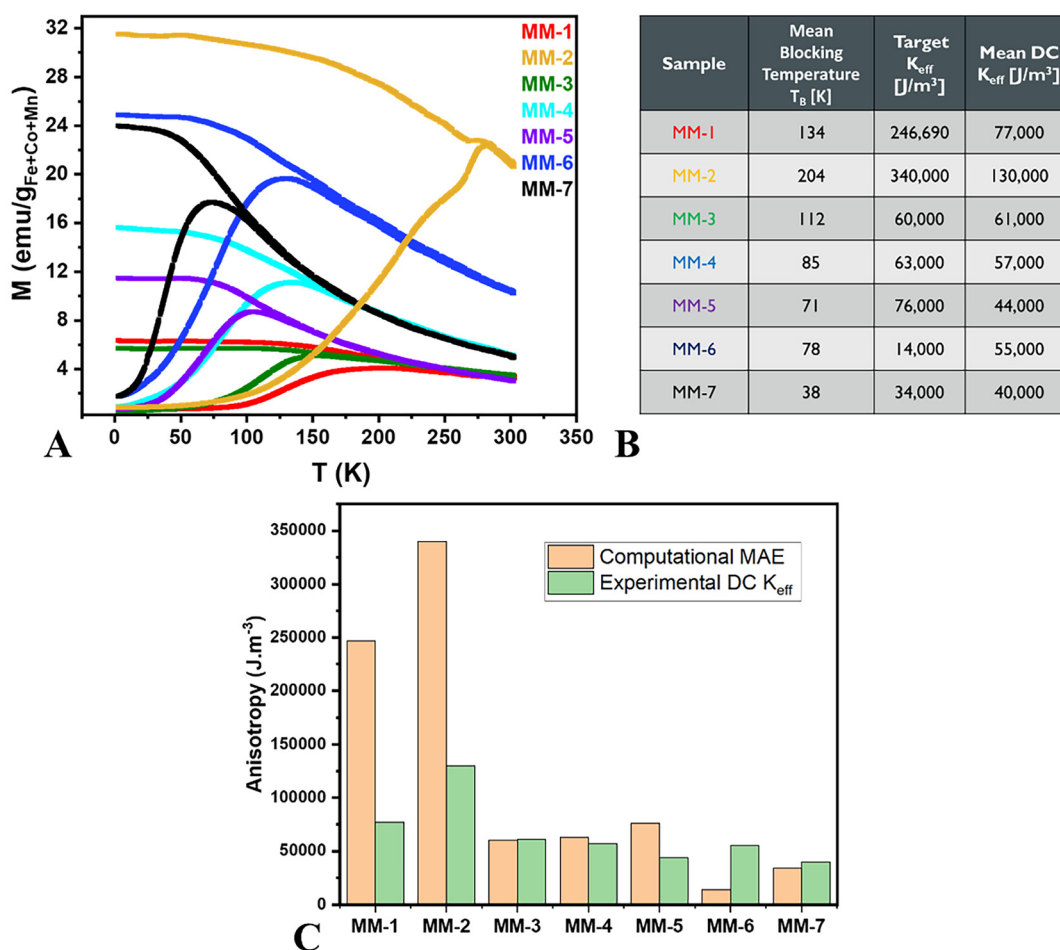 M (emu/gFe+Co+Mn)
32
28
24
20
16
12
8
4
0
50
100
150
200
250
300
350
T (K)
MM-1
MM-2
MM-3
MM-4
MM-5
MM-6
MM-7
A
Sample
Mean
Blocking
Temperature
TB [K]
Target
Keff
[J/m³]
Mean DC
Keff [J/m³]
MM-1 134 246,690 77,000
MM-2 204 340,000 130,000
MM-3 112 60,000 61,000
MM-4 85 63,000 57,000
MM-5 71 76,000 44,000
MM-6 78 14,000 55,000
MM-7 38 34,000 40,000
B
Anisotropy (J.m-3)
350000
300000
250000
200000
150000
100000
50000
0
Computational MAE
Experimental DC Keff
MM-1 MM-2 MM-3 MM-4 MM-5 MM-6 MM-7
C